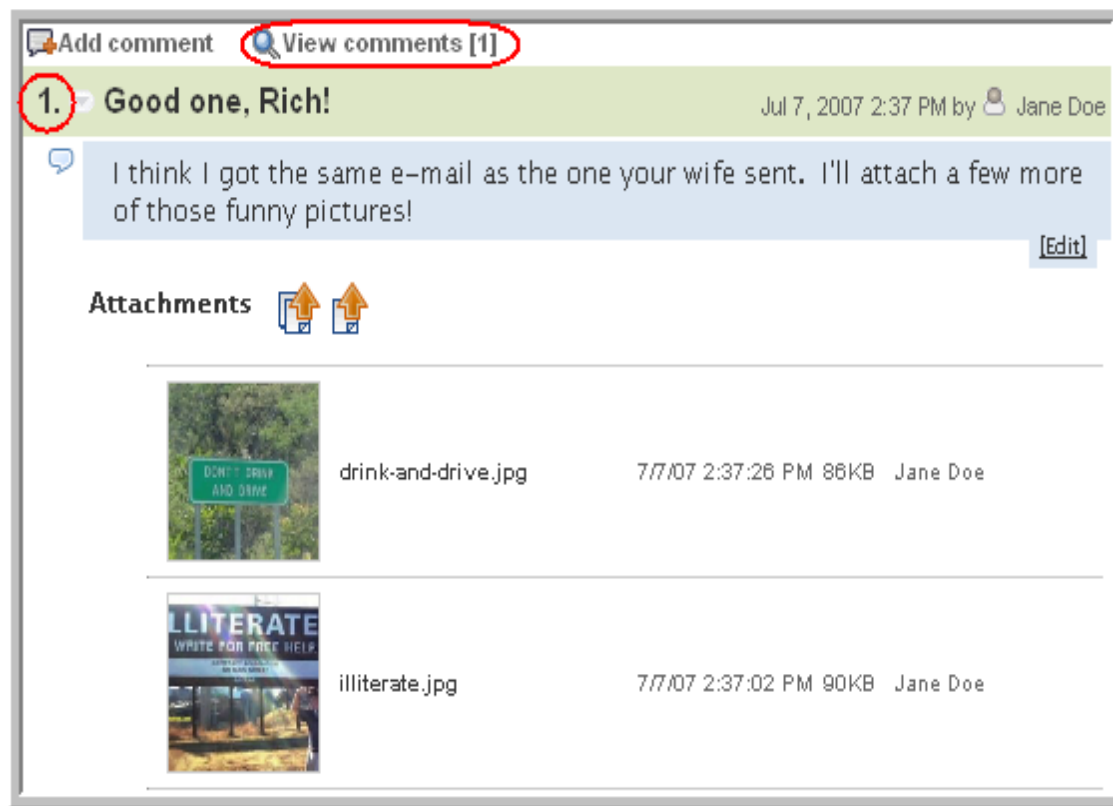 Add comment View comments [1]
1. Good one, Rich! Jul 7, 2007 2:37 PM by Jane Doe
I think I got the same e-mail as the one your wife sent. I'll attach a few more
of those funny pictures!
[Edit]
Attachments
DON'T DRINK
AND DRIVE
drink-and-drive.jpg 7/7/07 2:37:26 PM 86KB Jane Doe
LLITERATE
WRITE FOR FREE HELP
illiterate.jpg 7/7/07 2:37:02 PM 90KB Jane Doe